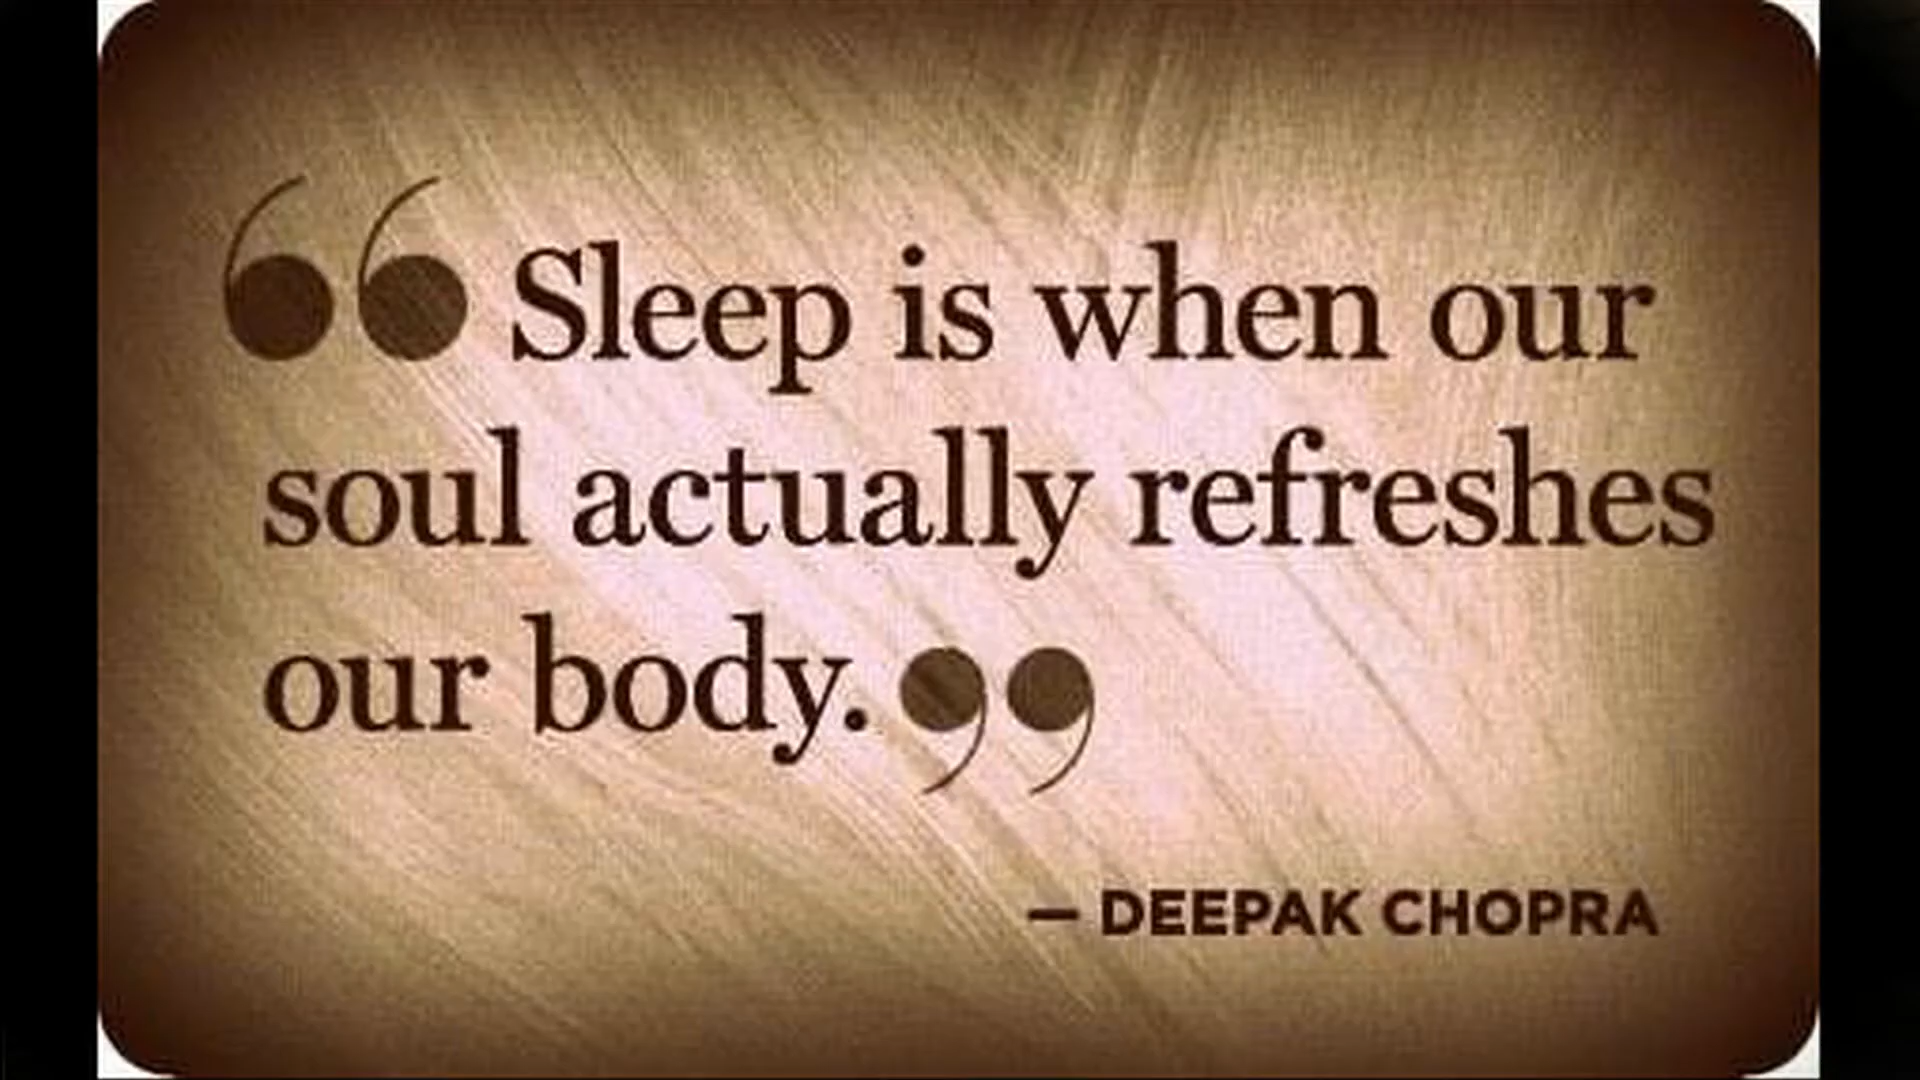 “Sleep is when our
soul actually refreshes
our body.”
— DEEPAK CHOPRA